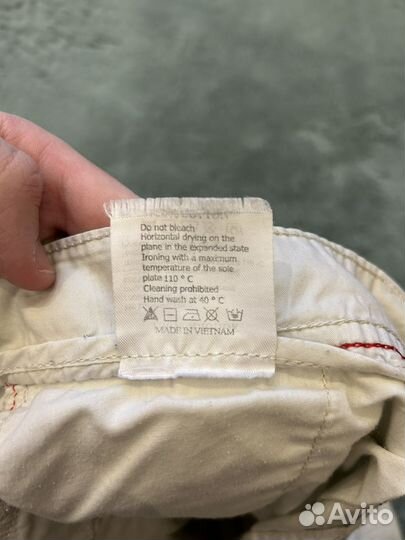 Do not bleach
Horizontal drying on the
plane in the expanded state
Ironing with a maximum
temperature of the sole
plate 110 ° C
Cleaning prohibited
Hand wash at 40 ° C
MADE IN VIETNAM
Avito